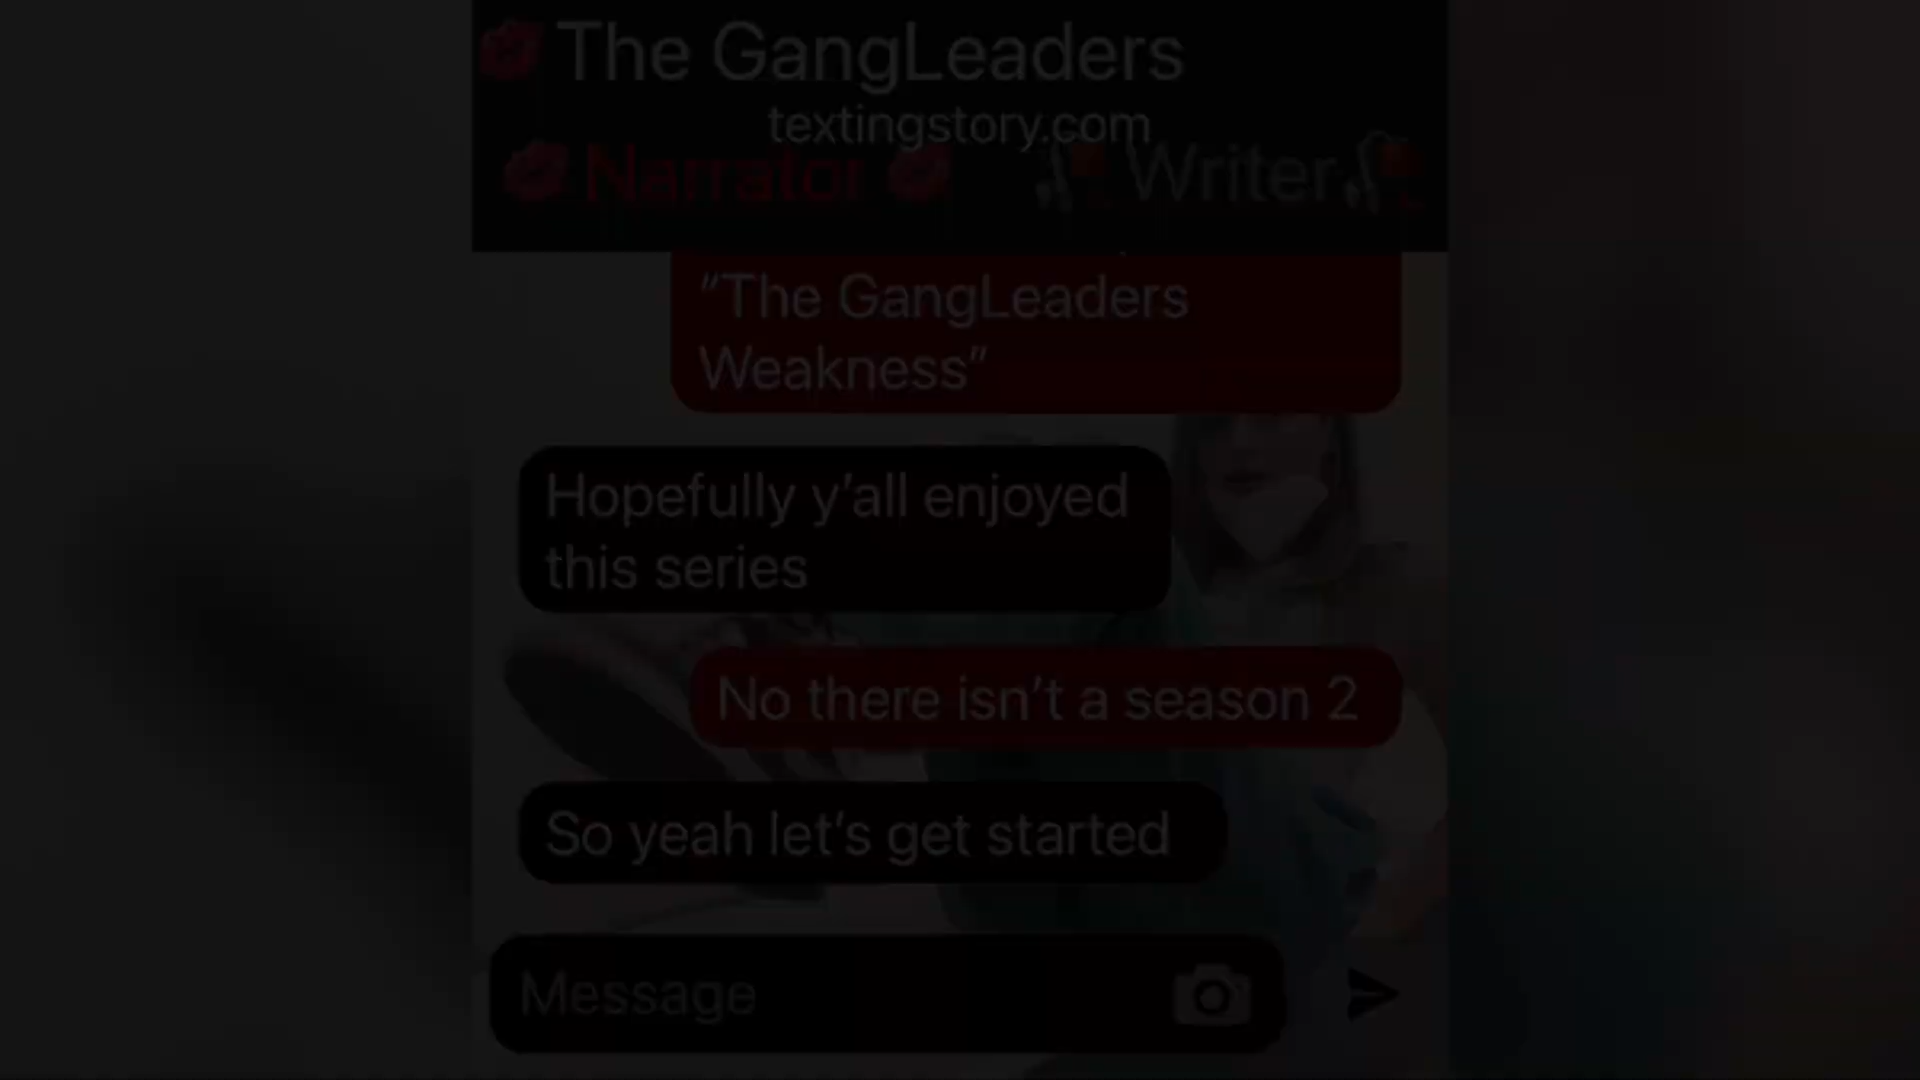 The GangLeaders
textingstory.com
Narrator Writer
"The GangLeaders
Weakness"
Hopefully y'all enjoyed
this series
No there isn't a season 2
So yeah let's get started
Message